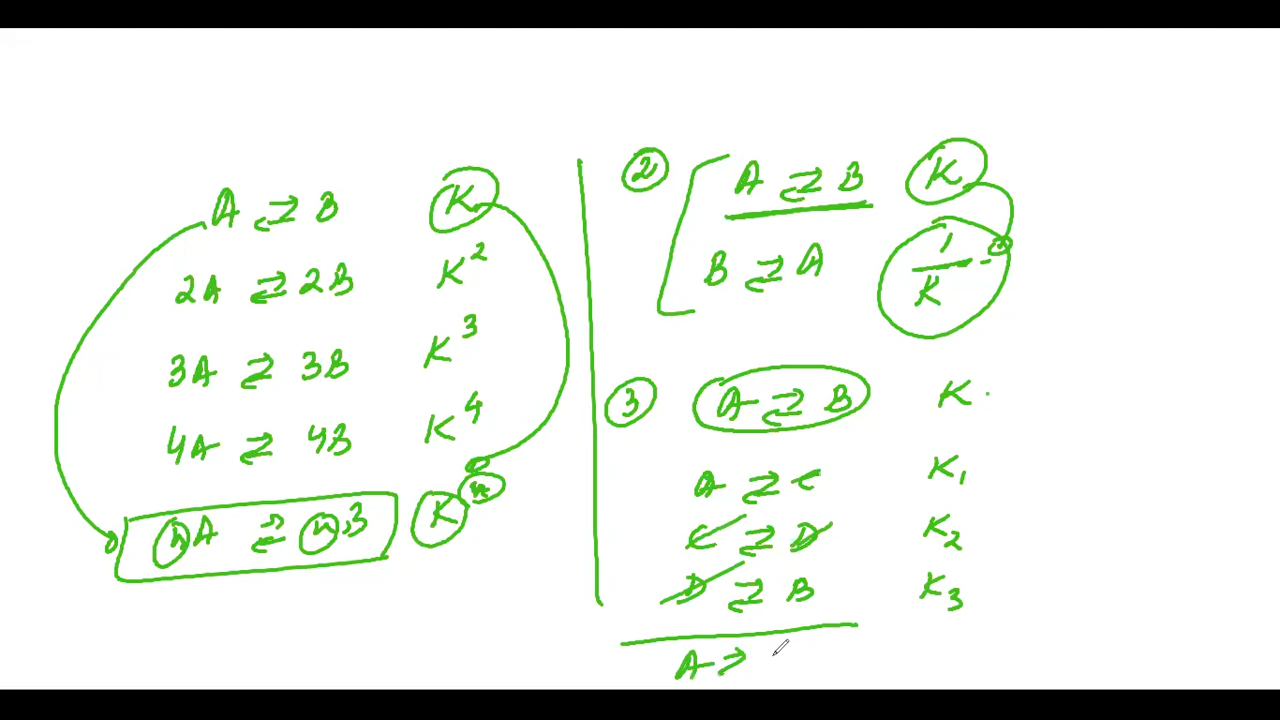 A ⇌ B K
2A ⇌ 2B K²
3A ⇌ 3B K³
4A ⇌ 4B K⁴
nA ⇌ nB Kⁿ
② A ⇌ B K
B ⇌ A 1/K
③ A ⇌ B K
A ⇌ C K₁
C ⇌ D K₂
D ⇌ B K₃
A ⇌